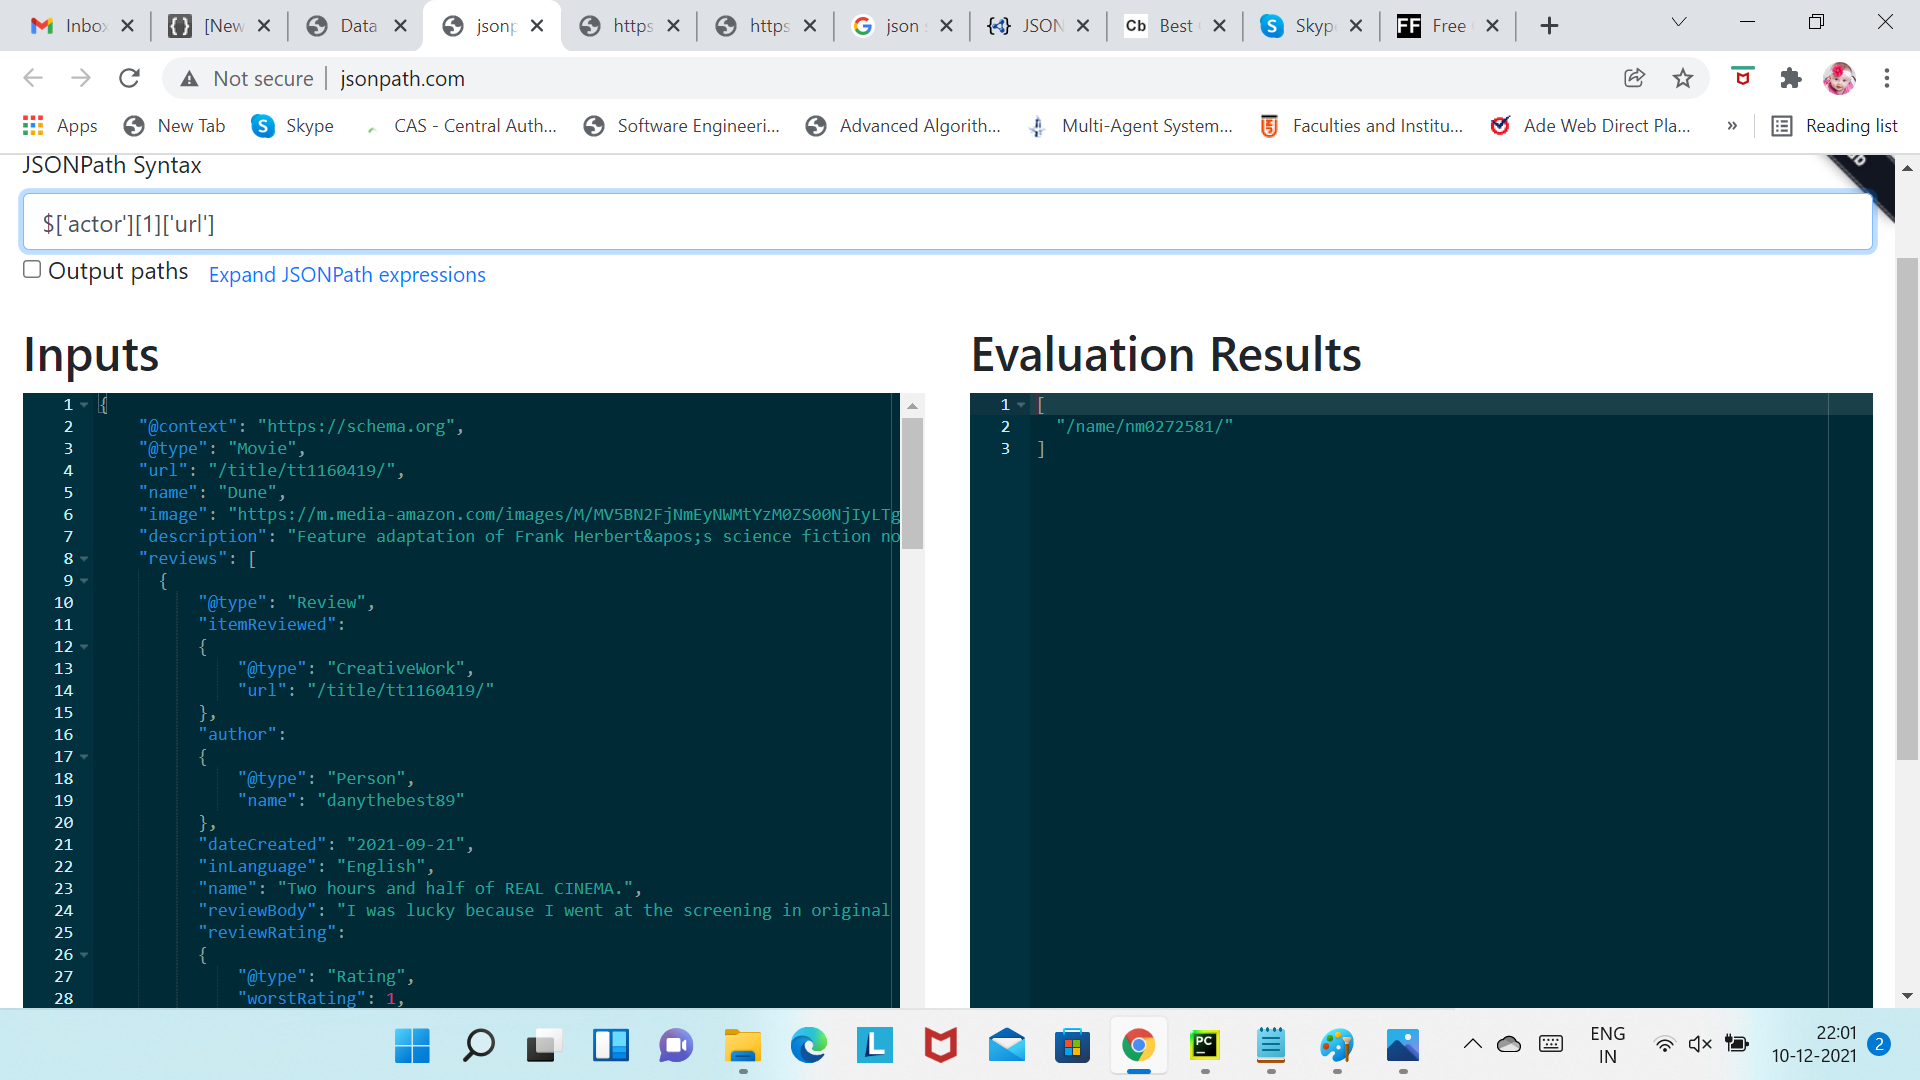 Inbo
[New
Data
jsonp
https
https
json
JSON
Cb Best
Skyp
FF Free
Not secure jsonpath.com
Apps
New Tab
Skype
CAS - Central Auth...
Software Engineeri...
Advanced Algorith...
Multi-Agent System...
Faculties and Institu...
Ade Web Direct Pla...
»
Reading list
JSONPath Syntax
$['actor'][1]['url']
Output paths Expand JSONPath expressions
Inputs
1 {
2 "@context": "https://schema.org",
3 "@type": "Movie",
4 "url": "/title/tt1160419/",
5 "name": "Dune",
6 "image": "https://m.media-amazon.com/images/M/MV5BN2FjNmEyNWMtYzM0ZS00NjIyLTg
7 "description": "Feature adaptation of Frank Herbert&apos;s science fiction no
8 "reviews": [
9 {
10 "@type": "Review",
11 "itemReviewed":
12 {
13 "@type": "CreativeWork",
14 "url": "/title/tt1160419/"
15 },
16 "author":
17 {
18 "@type": "Person",
19 "name": "danythebest89"
20 },
21 "dateCreated": "2021-09-21",
22 "inLanguage": "English",
23 "name": "Two hours and half of REAL CINEMA.",
24 "reviewBody": "I was lucky because I went at the screening in original
25 "reviewRating":
26 {
27 "@type": "Rating",
28 "worstRating": 1,
Evaluation Results
1 [
2 "/name/nm0272581/"
3 ]
L
PC
ENG
IN
22:01
10-12-2021
2